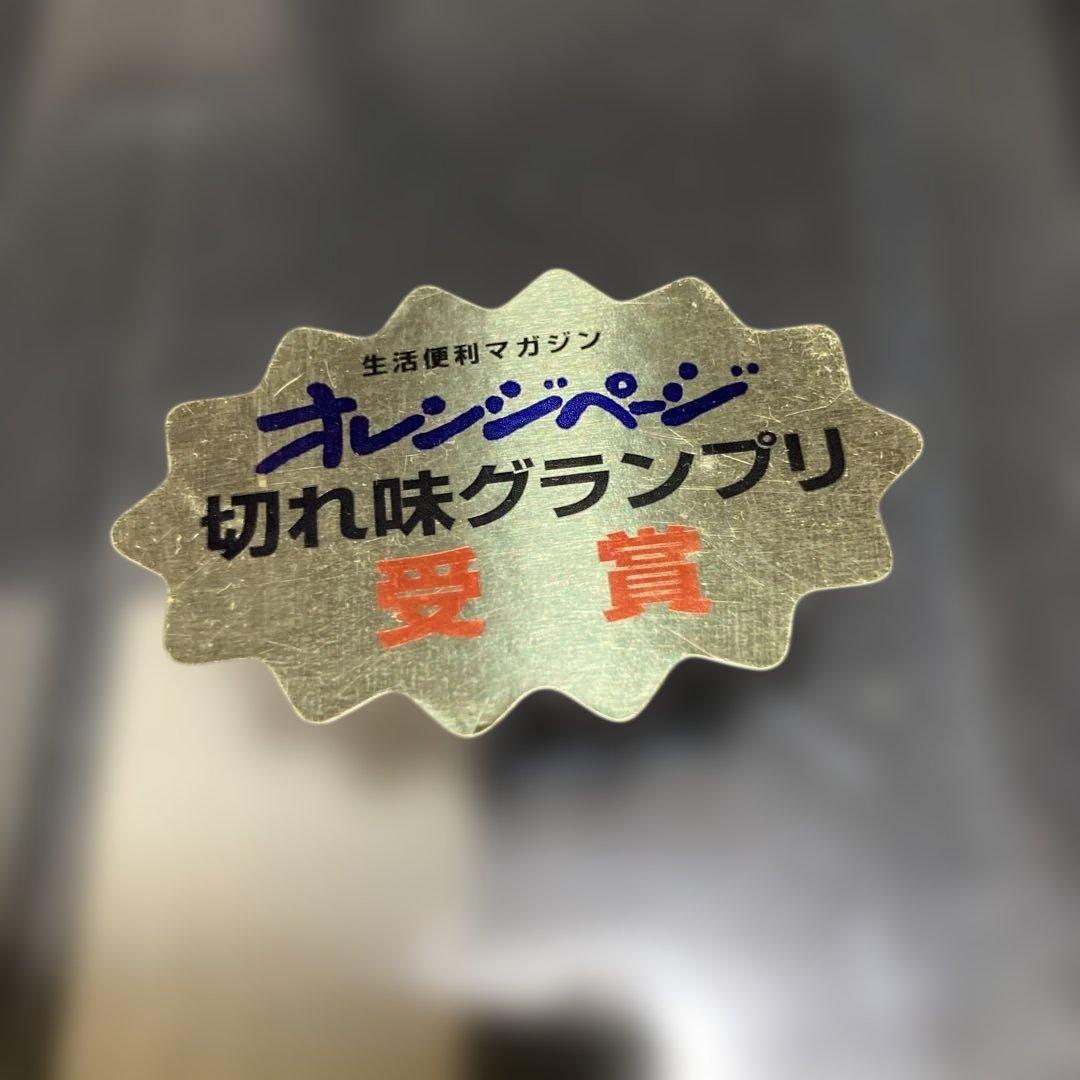 生活便利マガジン
オレンジページ
切れ味グランプリ
受賞